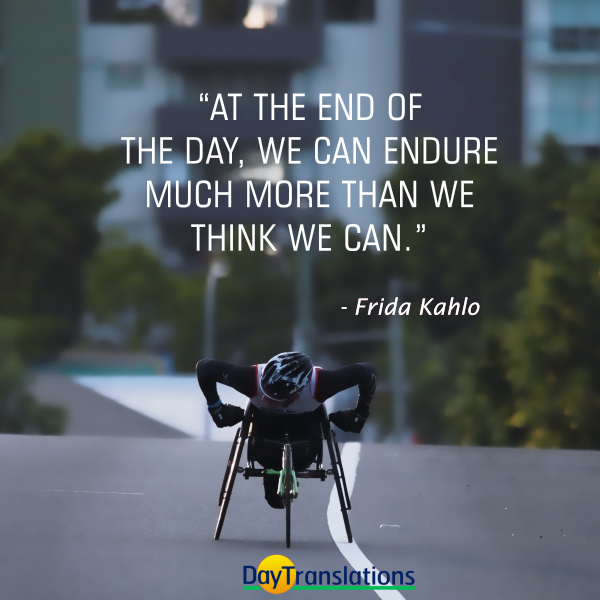 “AT THE END OF
THE DAY, WE CAN ENDURE
MUCH MORE THAN WE
THINK WE CAN.”
- Frida Kahlo
DayTranslations